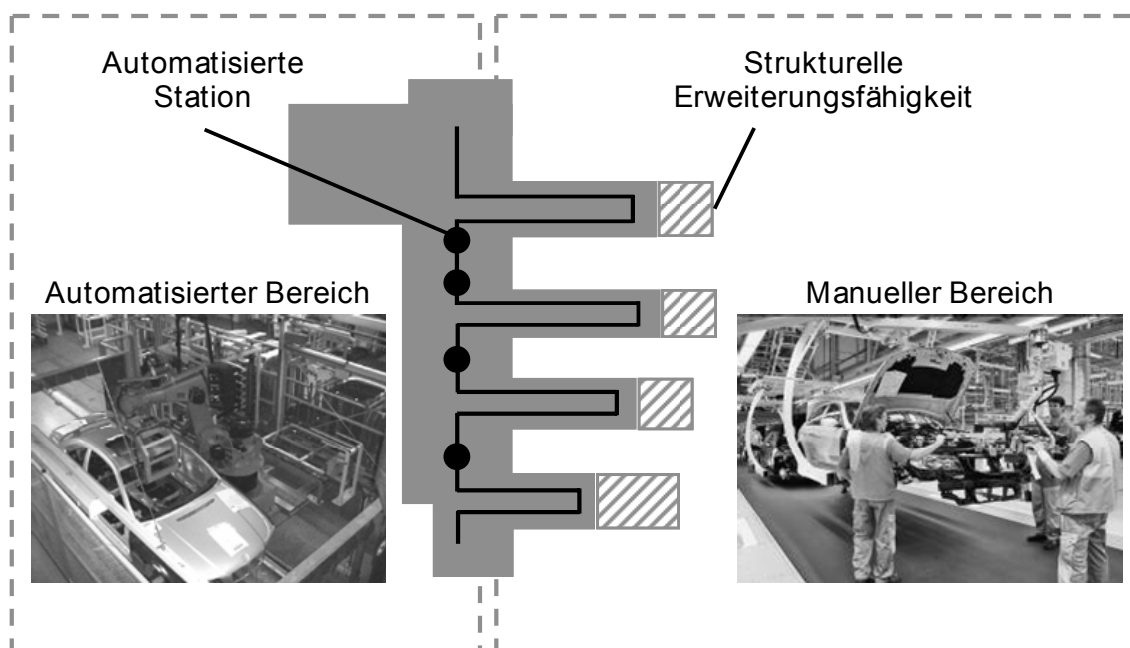 Automatisierte
Station
Strukturelle
Erweiterungsfähigkeit
Automatisierter Bereich
Manueller Bereich